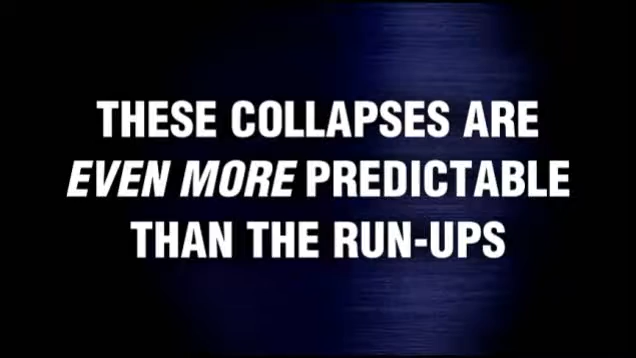 THESE COLLAPSES ARE
EVEN MORE PREDICTABLE
THAN THE RUN-UPS